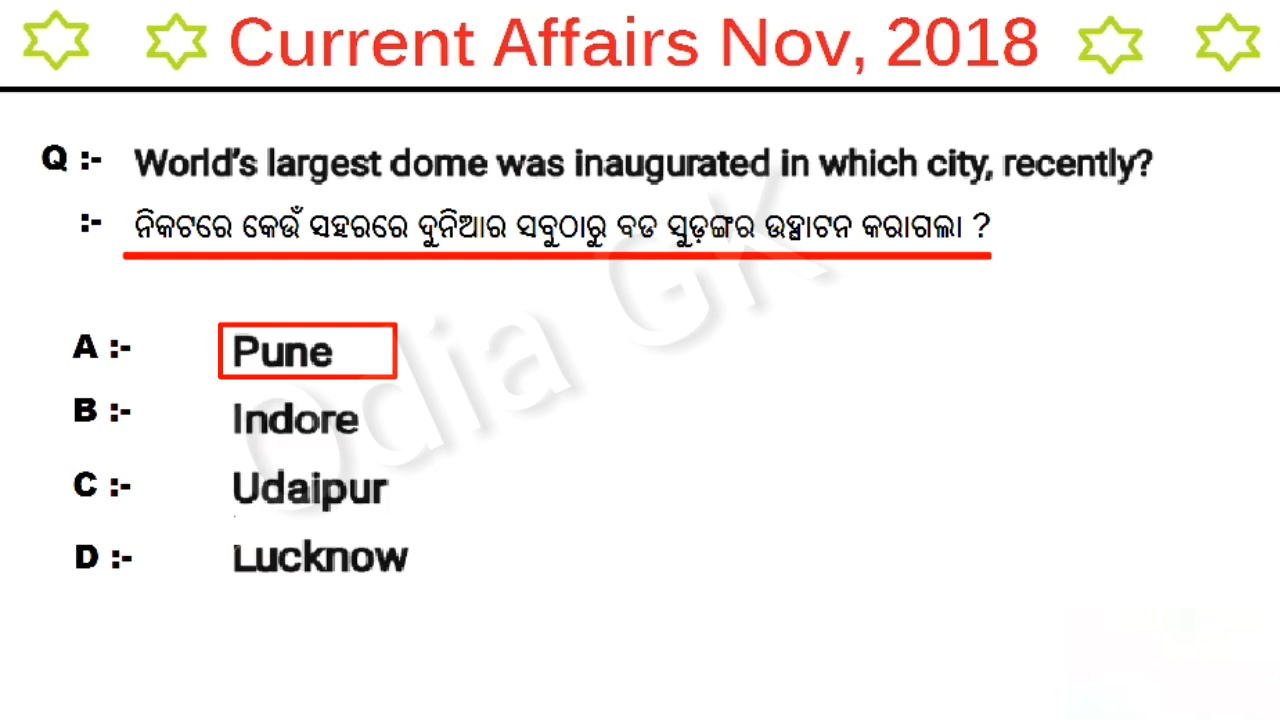 Current Affairs Nov, 2018
Q :- World's largest dome was inaugurated in which city, recently?
:- ନିକଟରେ କେଉଁ ସହରରେ ଦୁନିଆର ସବୁଠାରୁ ବଡ ସୁଡ଼ଙ୍ଗର ଉଦ୍ଘାଟନ କରାଗଲା ?
A :- Pune
B :- Indore
C :- Udaipur
D :- Lucknow
Odia GK